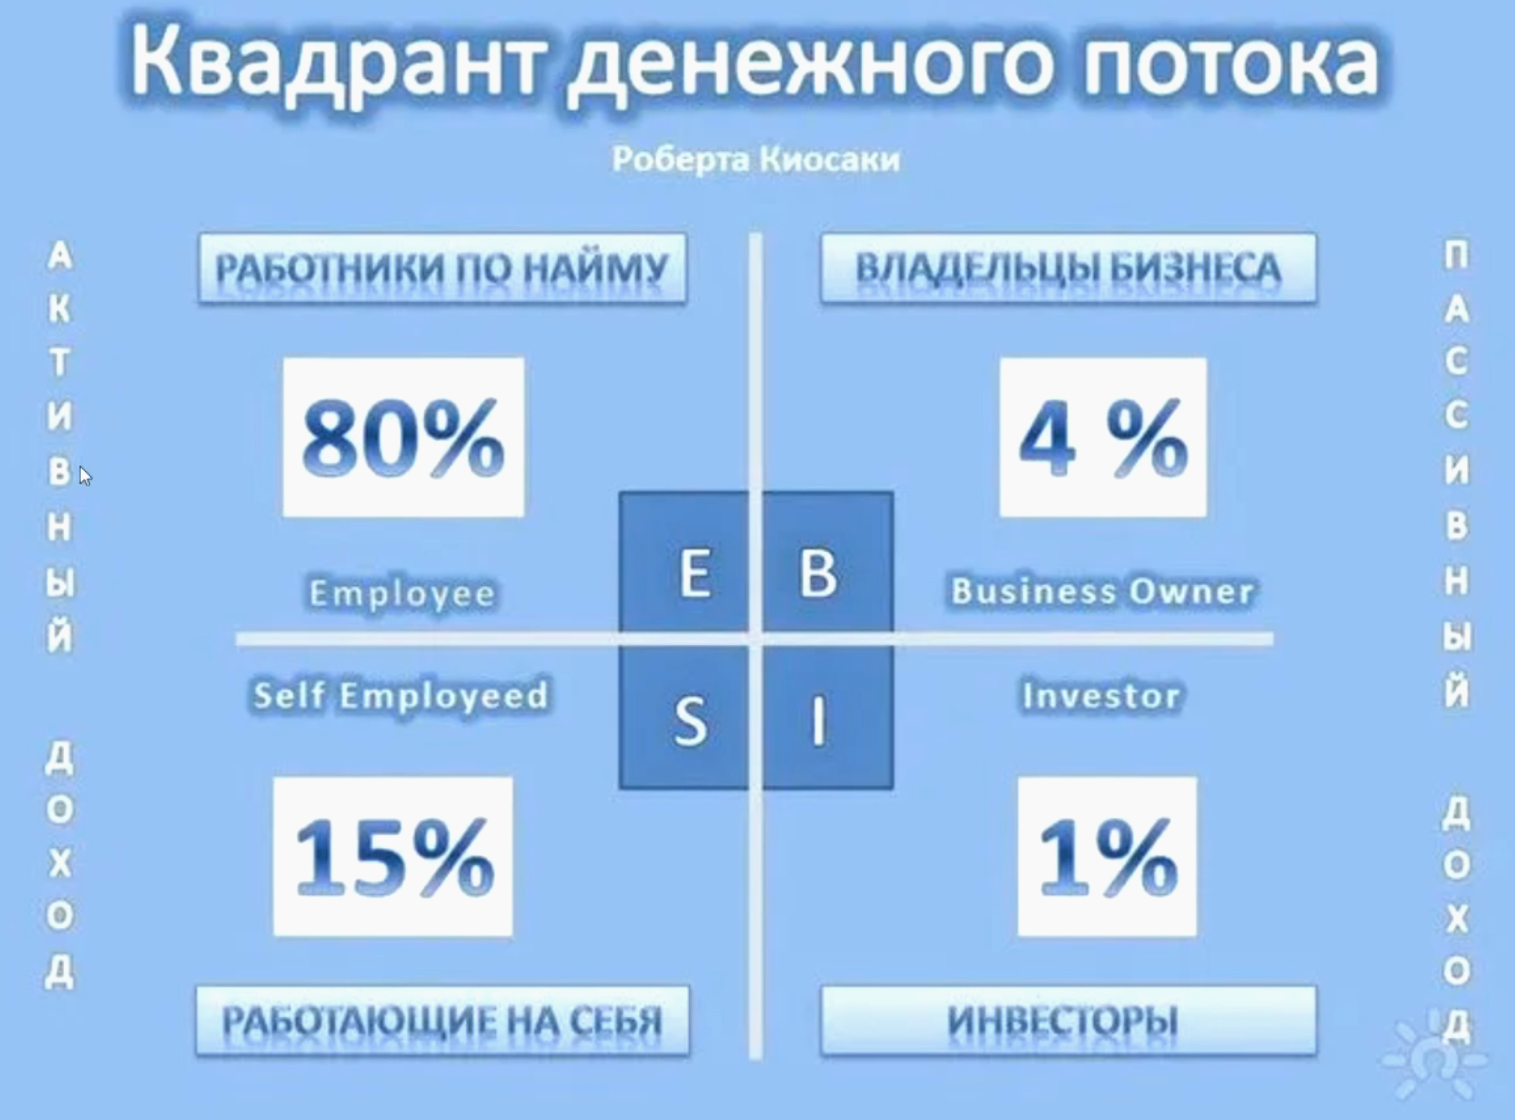 Квадрант денежного потока
Роберта Киосаки
АКТИВНЫЙ ДОХОД
РАБОТНИКИ ПО НАЙМУ
80%
Employee
ВЛАДЕЛЬЦЫ БИЗНЕСА
4 %
Business Owner
E B
S I
Self Employeed
15%
РАБОТАЮЩИЕ НА СЕБЯ
Investor
1%
ИНВЕСТОРЫ
ПАССИВНЫЙ ДОХОД